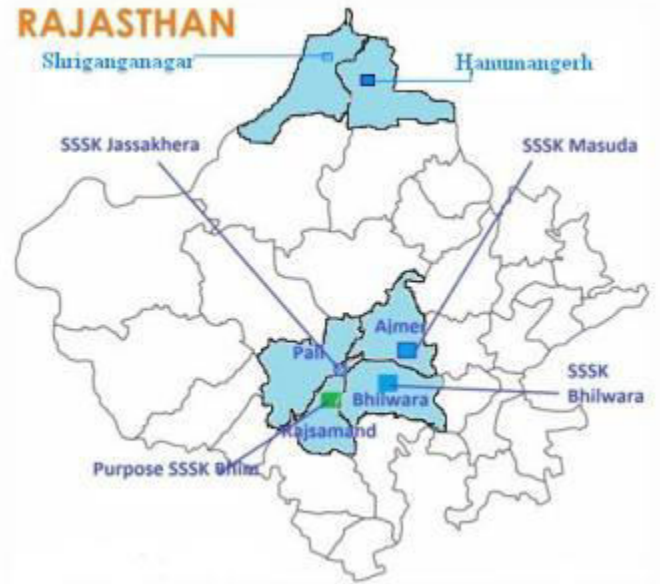 RAJASTHAN
Shriganganagar
Hanumangerh
SSSK Jassakhera
SSSK Masuda
Ajmer
Pali
SSSK
Bhilwara
Bhilwara
Rajsamand
Purpose SSSK Bhim